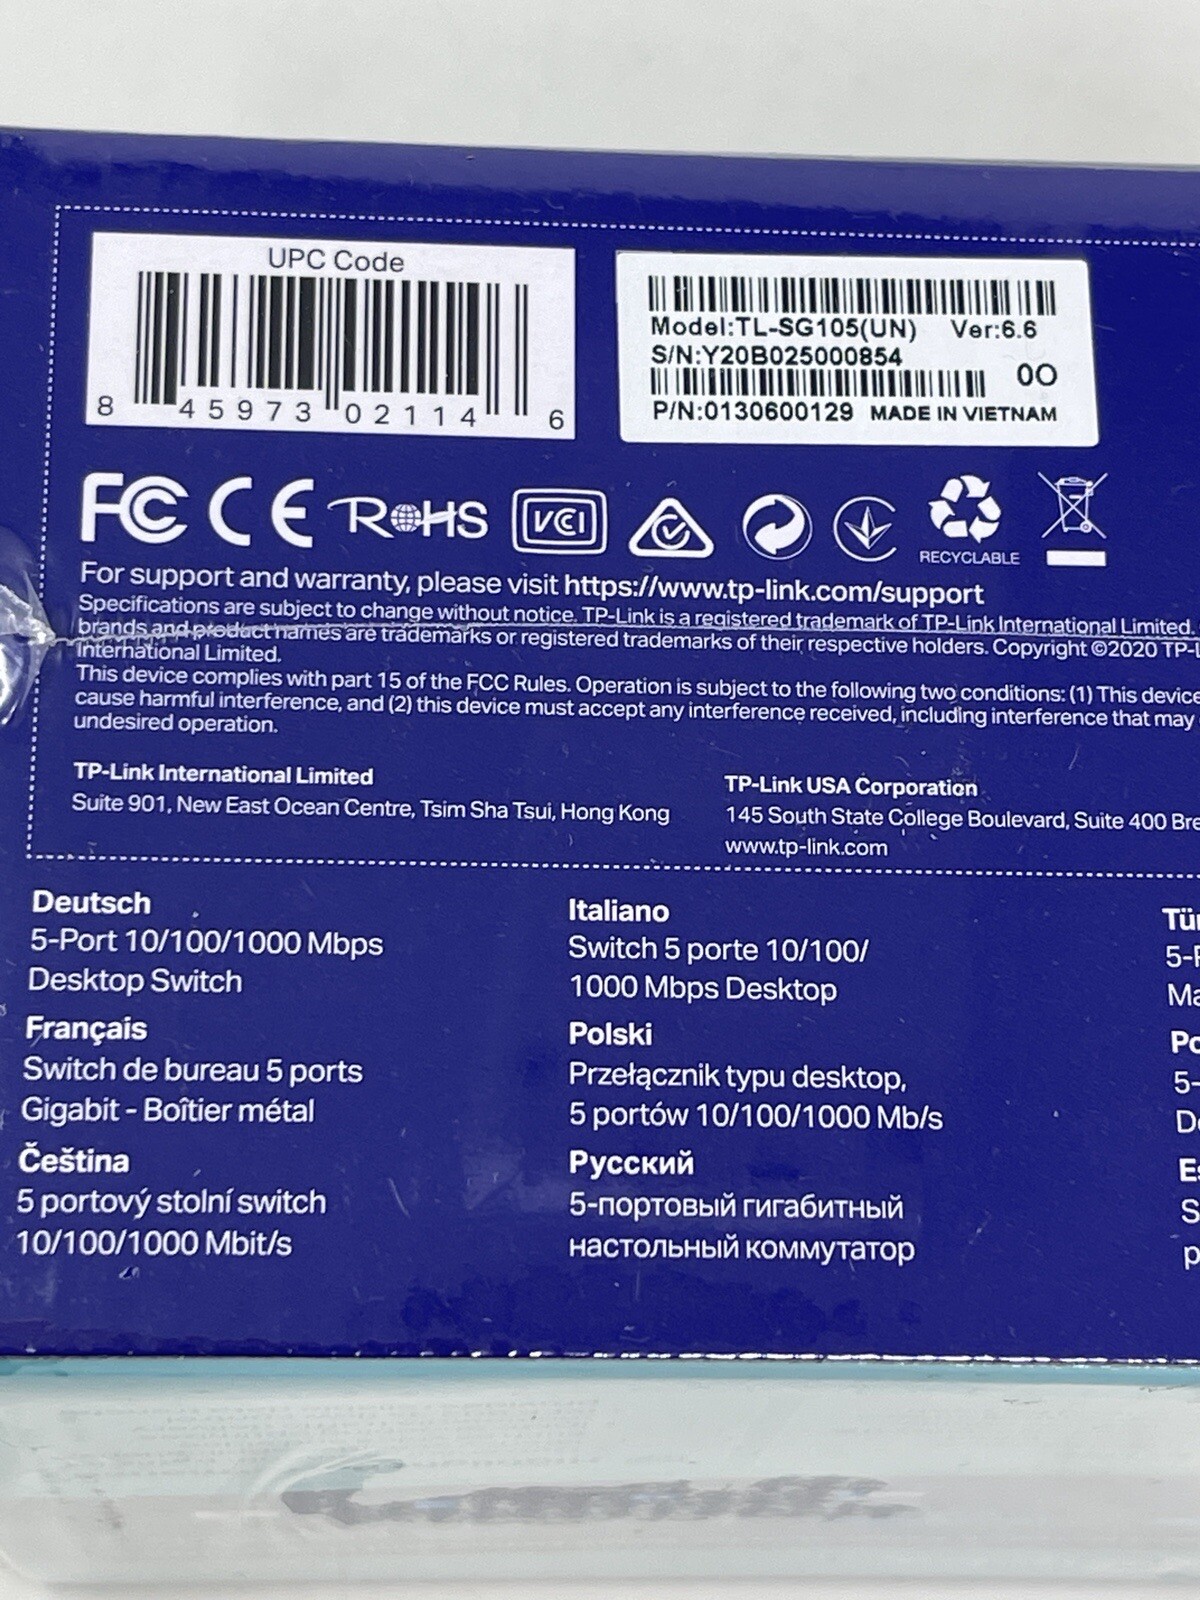 UPC Code
8 45973 02114 6
Model:TL-SG105(UN) Ver:6.6
S/N:Y20B025000854
00
P/N:0130600129 MADE IN VIETNAM
FC CE RoHS VCCI
RECYCLABLE
For support and warranty, please visit https://www.tp-link.com/support
Specifications are subject to change without notice. TP-Link is a registered trademark of TP-Link International Limited.
brands and product names are trademarks or registered trademarks of their respective holders. Copyright ©2020 TP-L
International Limited.
This device complies with part 15 of the FCC Rules. Operation is subject to the following two conditions: (1) This device
cause harmful interference, and (2) this device must accept any interference received, including interference that may
undesired operation.
TP-Link International Limited
Suite 901, New East Ocean Centre, Tsim Sha Tsui, Hong Kong
TP-Link USA Corporation
145 South State College Boulevard, Suite 400 Bre
www.tp-link.com
Deutsch
5-Port 10/100/1000 Mbps
Desktop Switch
Français
Switch de bureau 5 ports
Gigabit - Boîtier métal
Čeština
5 portový stolní switch
10/100/1000 Mbit/s
Italiano
Switch 5 porte 10/100/
1000 Mbps Desktop
Polski
Przełącznik typu desktop,
5 portów 10/100/1000 Mb/s
Русский
5-портовый гигабитный
настольный коммутатор